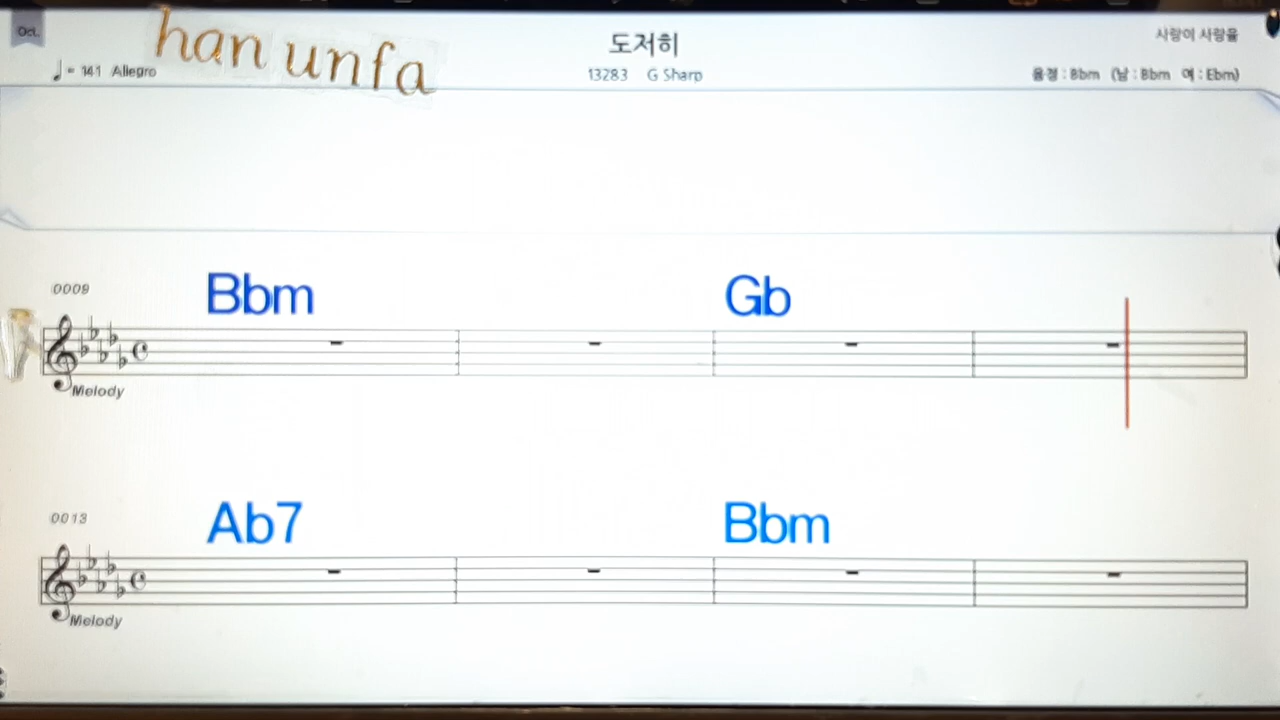 Oct.
han unfa
도저히
사랑이 사랑을
♩ = 141 Allegro
13283 G Sharp
음정 : Bbm (남 : Bbm 여 : Ebm)
0009
Bbm Gb
Melody
0013
Ab7 Bbm
Melody